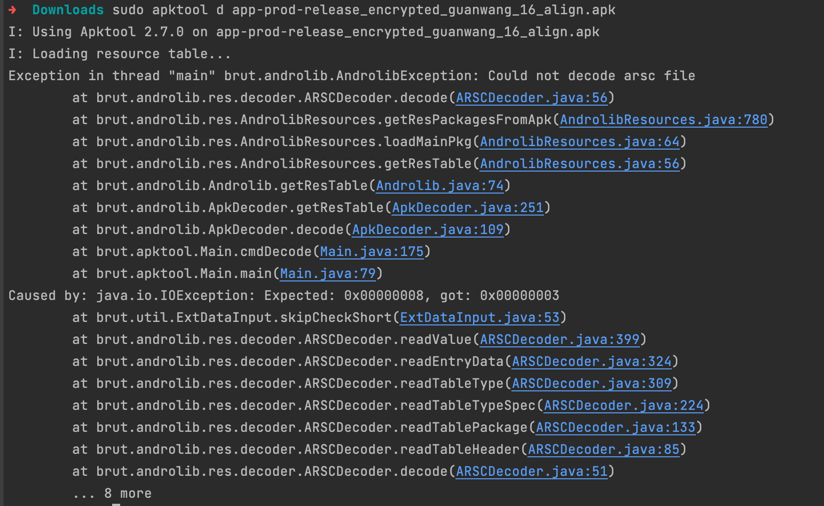 ➜  Downloads sudo apktool d app-prod-release_encrypted_guanwang_16_align.apk
I: Using Apktool 2.7.0 on app-prod-release_encrypted_guanwang_16_align.apk
I: Loading resource table...
Exception in thread "main" brut.androlib.AndrolibException: Could not decode arsc file
        at brut.androlib.res.decoder.ARSCDecoder.decode(ARSCDecoder.java:56)
        at brut.androlib.res.AndrolibResources.getResPackagesFromApk(AndrolibResources.java:780)
        at brut.androlib.res.AndrolibResources.loadMainPkg(AndrolibResources.java:64)
        at brut.androlib.res.AndrolibResources.getResTable(AndrolibResources.java:56)
        at brut.androlib.Androlib.getResTable(Androlib.java:74)
        at brut.androlib.ApkDecoder.getResTable(ApkDecoder.java:251)
        at brut.androlib.ApkDecoder.decode(ApkDecoder.java:109)
        at brut.apktool.Main.cmdDecode(Main.java:175)
        at brut.apktool.Main.main(Main.java:79)
Caused by: java.io.IOException: Expected: 0x00000008, got: 0x00000003
        at brut.util.ExtDataInput.skipCheckShort(ExtDataInput.java:53)
        at brut.androlib.res.decoder.ARSCDecoder.readValue(ARSCDecoder.java:399)
        at brut.androlib.res.decoder.ARSCDecoder.readEntryData(ARSCDecoder.java:324)
        at brut.androlib.res.decoder.ARSCDecoder.readTableType(ARSCDecoder.java:309)
        at brut.androlib.res.decoder.ARSCDecoder.readTableTypeSpec(ARSCDecoder.java:224)
        at brut.androlib.res.decoder.ARSCDecoder.readTablePackage(ARSCDecoder.java:133)
        at brut.androlib.res.decoder.ARSCDecoder.readTableHeader(ARSCDecoder.java:85)
        at brut.androlib.res.decoder.ARSCDecoder.decode(ARSCDecoder.java:51)
        ... 8 more